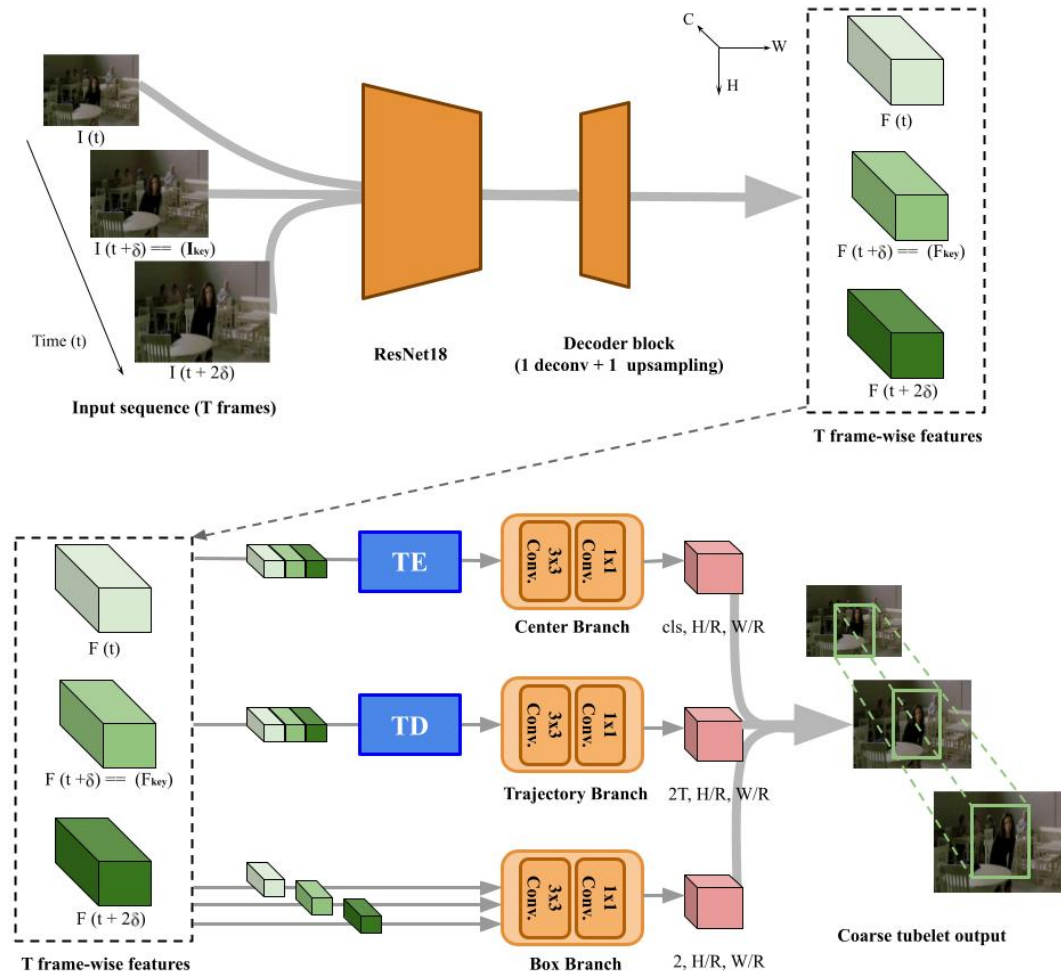 C
W
H
I (t)
F (t)
I (t +δ) == (Ikey)
F (t +δ) == (Fkey)
Time (t)
I (t + 2δ)
ResNet18
Decoder block
(1 deconv + 1 upsampling)
F (t + 2δ)
Input sequence (T frames)
T frame-wise features
F (t)
TE
3x3 Conv.
1x1 Conv.
Center Branch
cls, H/R, W/R
F (t +δ) == (Fkey)
TD
3x3 Conv.
1x1 Conv.
Trajectory Branch
2T, H/R, W/R
F (t + 2δ)
3x3 Conv.
1x1 Conv.
Box Branch
2, H/R, W/R
Coarse tubelet output
T frame-wise features